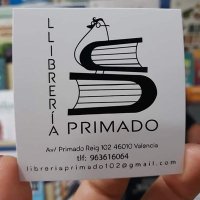 LLIBRERÍA
PRIMADO
Av/ Primado Reig 102 46010 Valencia
tlf: 963616064
libreriaprimado102@gmail.com